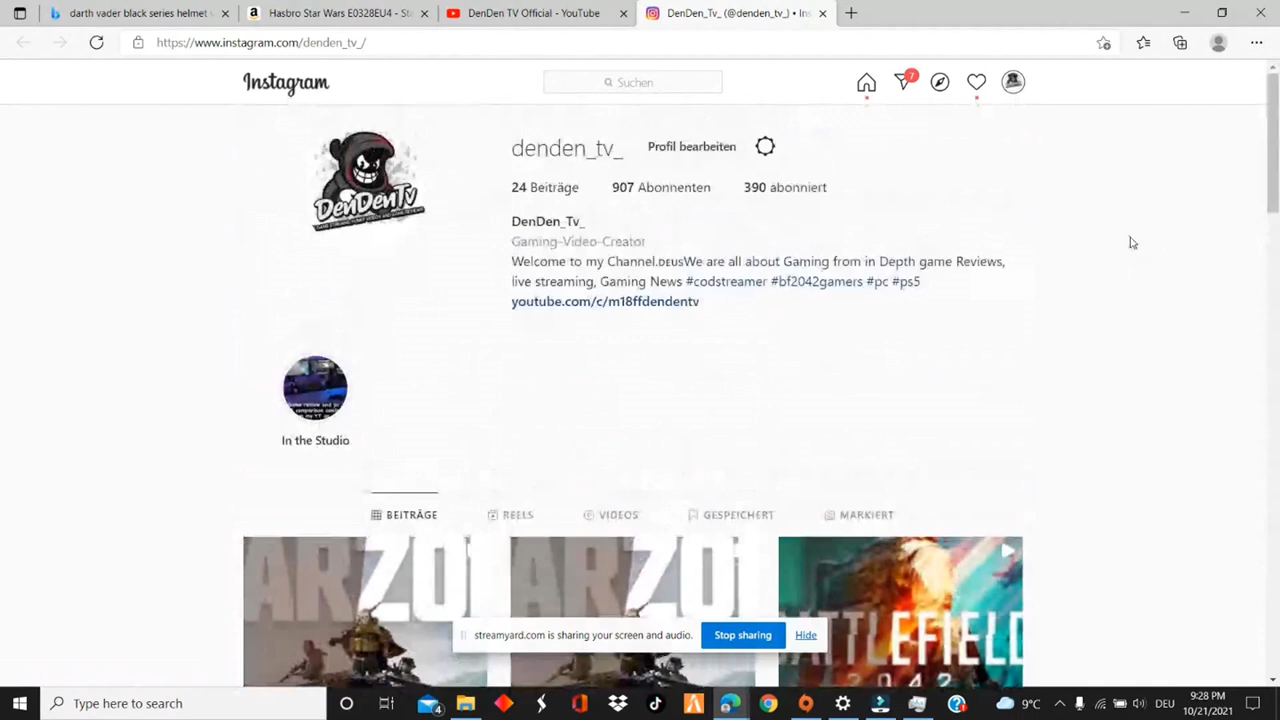 darth vader black series helmet
Hasbro Star Wars E0328EU4 - St
DenDen TV Official - YouTube
DenDen_Tv_ (@denden_tv_) • Ins
https://www.instagram.com/denden_tv_/
Instagram
Suchen
7
DenDenTv
denden_tv_
Profil bearbeiten
24 Beiträge
907 Abonnenten
390 abonniert
DenDen_Tv_
Gaming-Video-Creator
Welcome to my Channel. We are all about Gaming from in Depth game Reviews,
live streaming, Gaming News #codstreamer #bf2042gamers #pc #ps5
youtube.com/c/m18ffdendentv
In the Studio
BEITRÄGE
REELS
VIDEOS
GESPEICHERT
MARKIERT
BATTLEFIELD
2042
streamyard.com is sharing your screen and audio.
Stop sharing
Hide
Type here to search
4
9°C
DEU
9:28 PM
10/21/2021